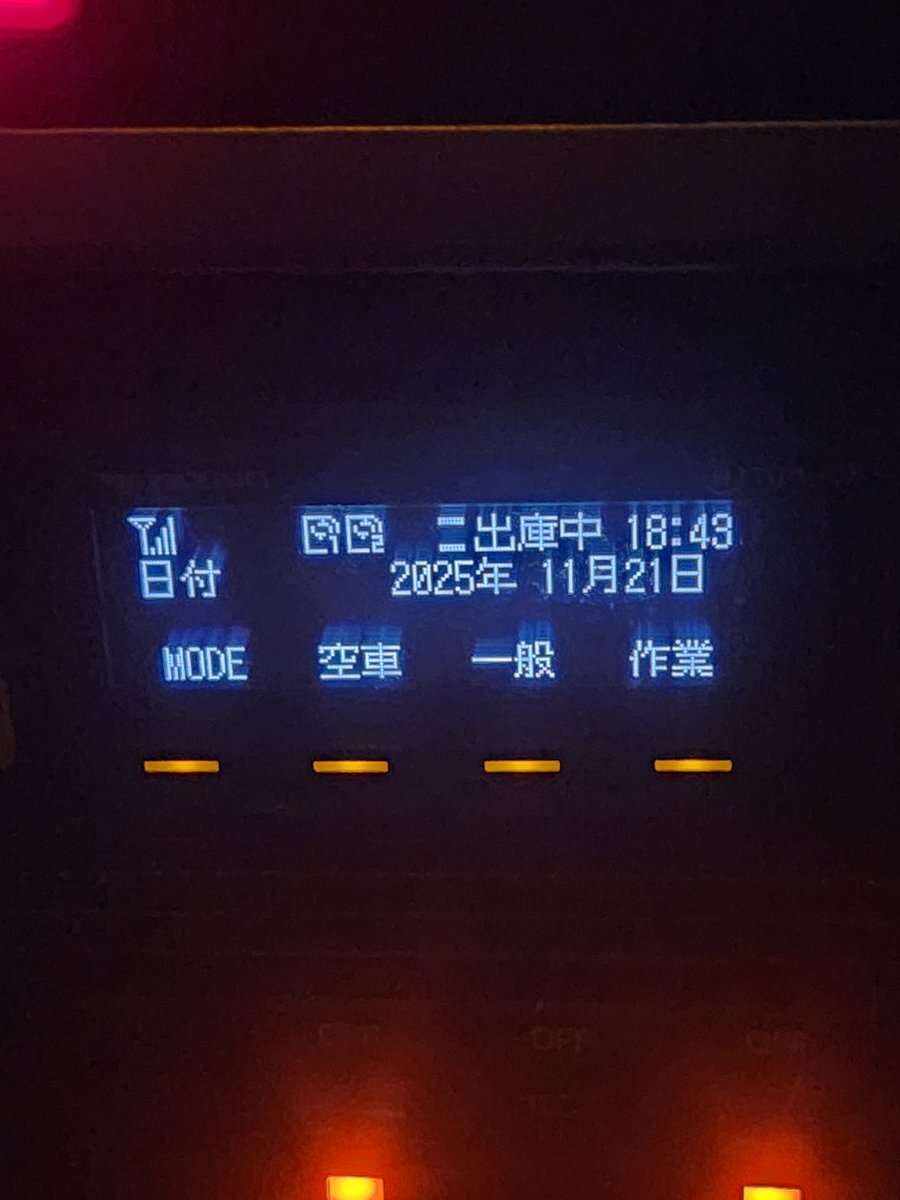 二出庫中 18:43
日付 2025年 11月21日
MODE 空車 一般 作業